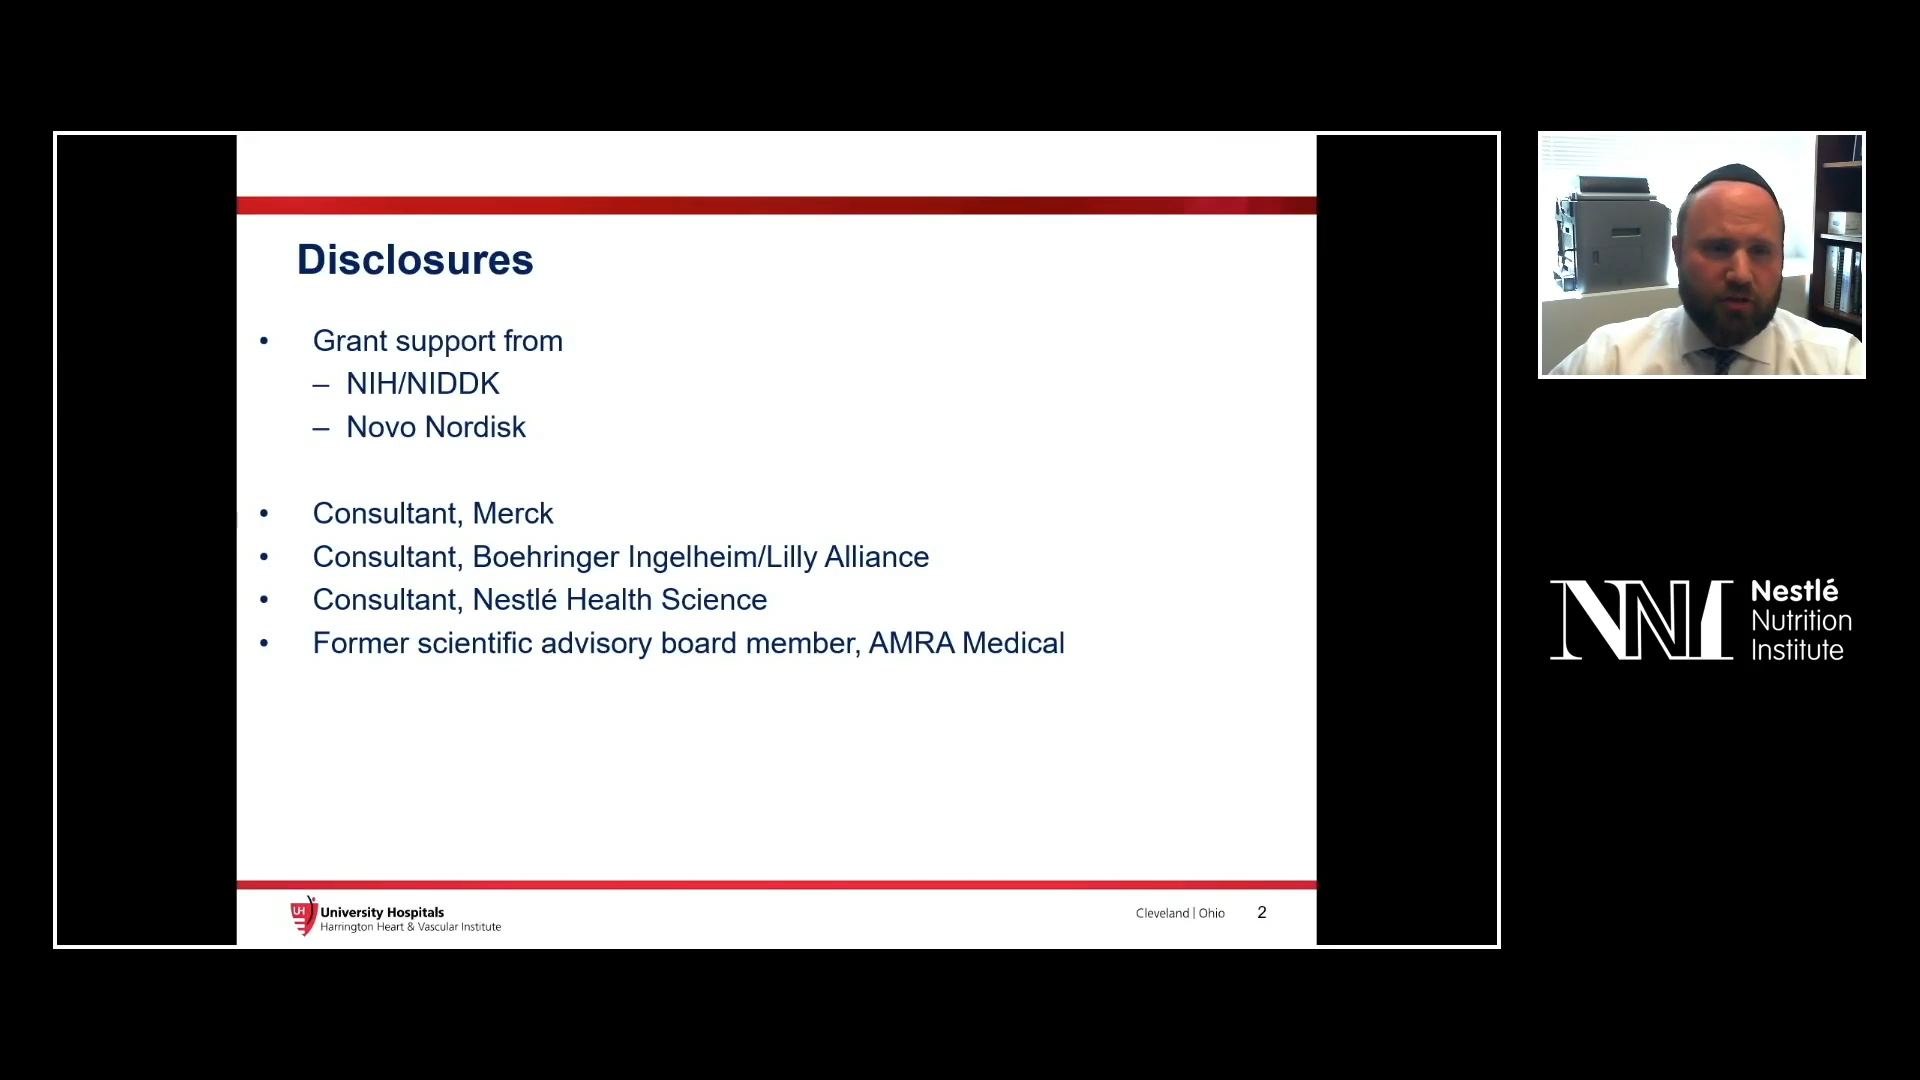 Disclosures
• Grant support from
– NIH/NIDDK
– Novo Nordisk
• Consultant, Merck
• Consultant, Boehringer Ingelheim/Lilly Alliance
• Consultant, Nestlé Health Science
• Former scientific advisory board member, AMRA Medical
UH University Hospitals
Harrington Heart & Vascular Institute
Cleveland | Ohio 2
NNI
Nestlé
Nutrition
Institute